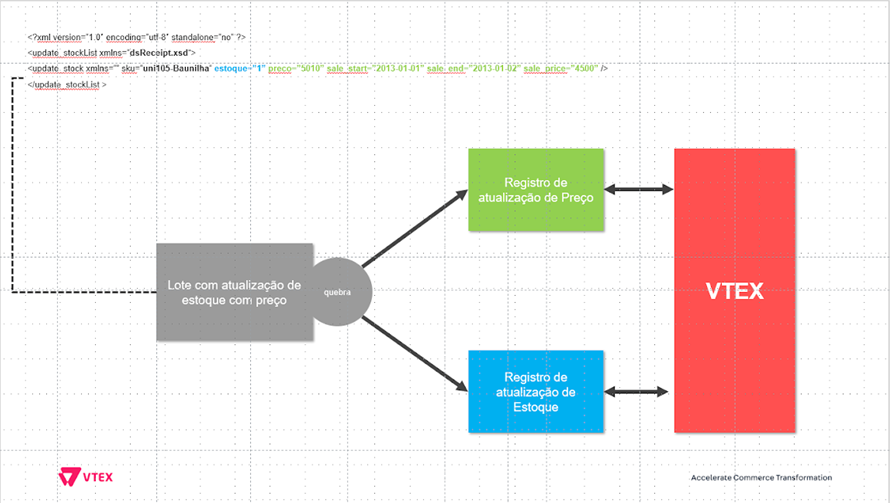 <?xml version="1.0" encoding="utf-8" standalone="no" ?>
<update_stockList xmlns="dsReceipt.xsd">
<update_stock xmlns="" sku="uni105-Baunilha" estoque="1" preco="5010" sale_start="2013-01-01" sale_end="2013-01-02" sale_price="4500" />
</update_stockList >
Registro de
atualização de Preço
Lote com atualização de
estoque com preço
quebra
VTEX
Registro de
atualização de
Estoque
VTEX
Accelerate Commerce Transformation